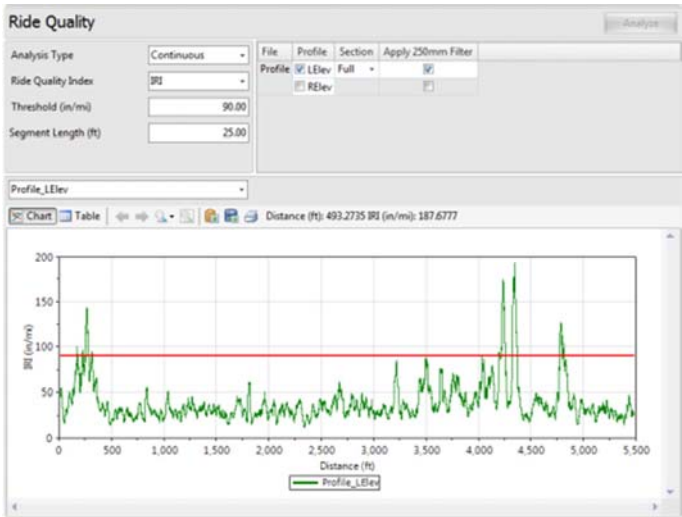 Ride Quality
Analyze
Analysis Type Continuous
Ride Quality Index IRI
Threshold (in/mi) 90.00
Segment Length (ft) 25.00
File Profile Section Apply 250mm Filter
Profile LElev Full
RElev
Profile_LElev
Chart Table Distance (ft): 493.2735 IRI (in/mi): 187.6777
200
150
100
50
0
IRI (in/mi)
0 500 1,000 1,500 2,000 2,500 3,000 3,500 4,000 4,500 5,000 5,500
Distance (ft)
Profile_LElev